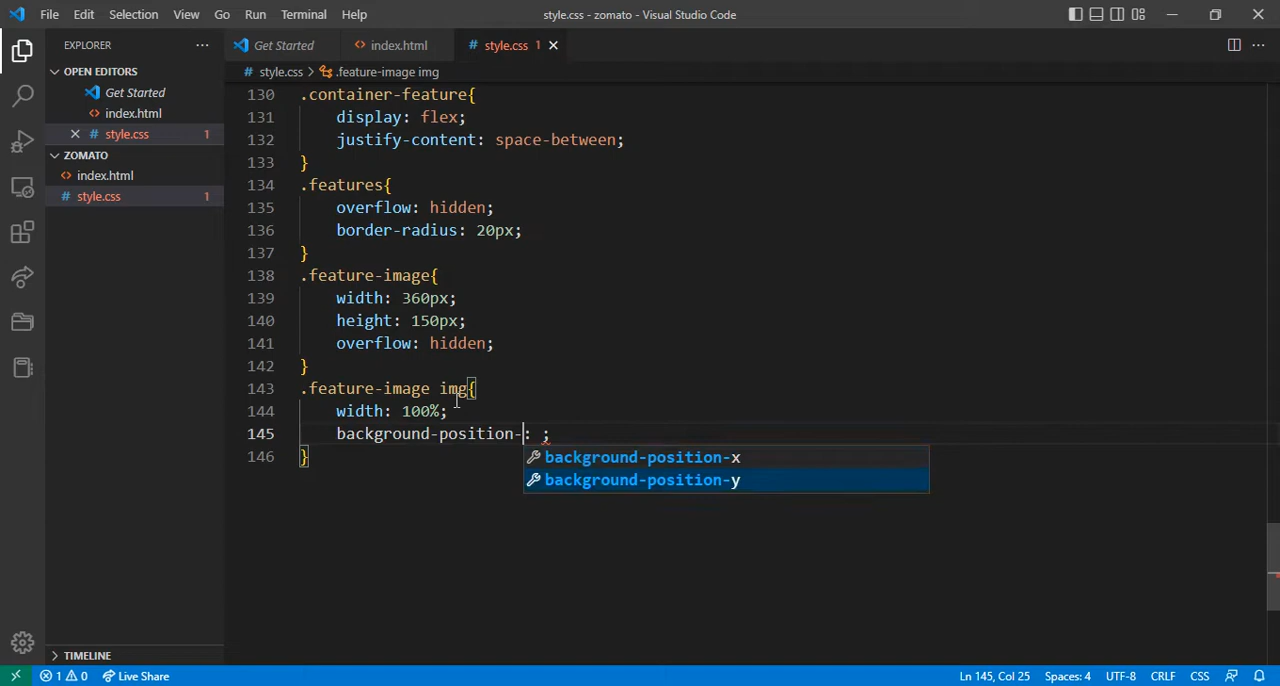 File Edit Selection View Go Run Terminal Help style.css - zomato - Visual Studio Code
EXPLORER
OPEN EDITORS
Get Started
index.html
style.css 1
ZOMATO
index.html
style.css 1
TIMELINE
Get Started index.html # style.css 1
# style.css > .feature-image img
130 .container-feature{
131 display: flex;
132 justify-content: space-between;
133 }
134 .features{
135 overflow: hidden;
136 border-radius: 20px;
137 }
138 .feature-image{
139 width: 360px;
140 height: 150px;
141 overflow: hidden;
142 }
143 .feature-image img{
144 width: 100%;
145 background-position-: ;
background-position-x
146 }
background-position-y
1 0 Live Share Ln 145, Col 25 Spaces: 4 UTF-8 CRLF CSS